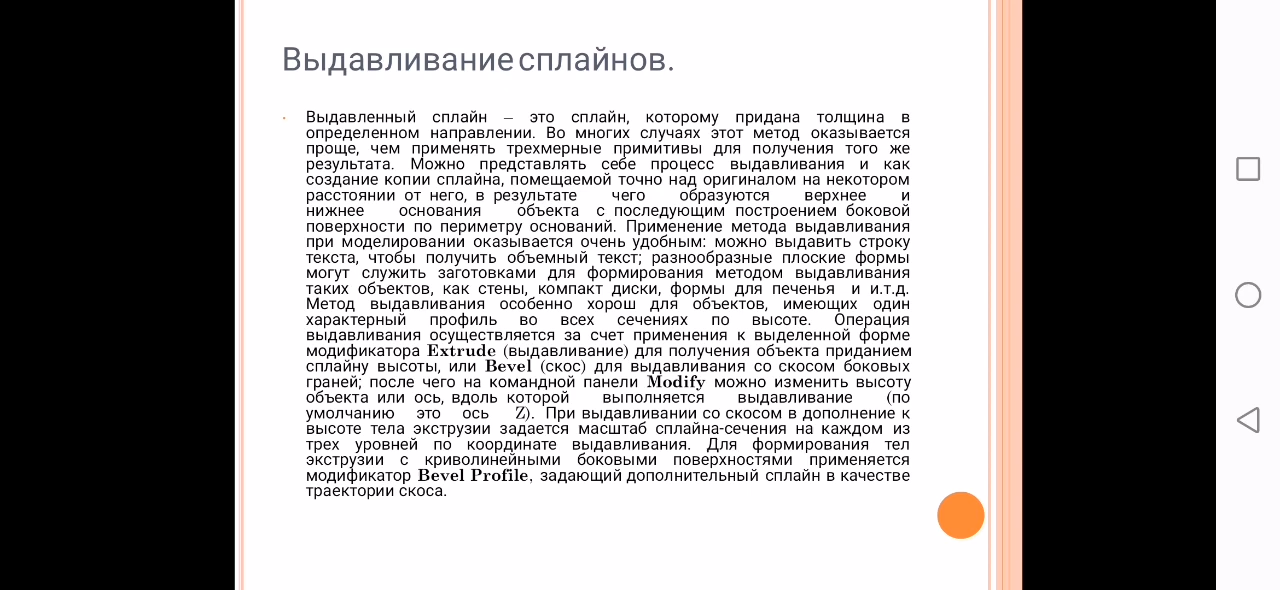 Выдавливание сплайнов.
Выдавленный сплайн – это сплайн, которому придана толщина в
определенном направлении. Во многих случаях этот метод оказывается
проще, чем применять трехмерные примитивы для получения того же
результата. Можно представлять себе процесс выдавливания и как
создание копии сплайна, помещаемой точно над оригиналом на некотором
расстоянии от него, в результате чего образуются верхнее и
нижнее основания объекта с последующим построением боковой
поверхности по периметру оснований. Применение метода выдавливания
при моделировании оказывается очень удобным: можно выдавить строку
текста, чтобы получить объемный текст; разнообразные плоские формы
могут служить заготовками для формирования методом выдавливания
таких объектов, как стены, компакт диски, формы для печенья и и.т.д.
Метод выдавливания особенно хорош для объектов, имеющих один
характерный профиль во всех сечениях по высоте. Операция
выдавливания осуществляется за счет применения к выделенной форме
модификатора Extrude (выдавливание) для получения объекта приданием
сплайну высоты, или Bevel (скос) для выдавливания со скосом боковых
граней; после чего на командной панели Modify можно изменить высоту
объекта или ось, вдоль которой выполняется выдавливание (по
умолчанию это ось Z). При выдавливании со скосом в дополнение к
высоте тела экструзии задается масштаб сплайна-сечения на каждом из
трех уровней по координате выдавливания. Для формирования тел
экструзии с криволинейными боковыми поверхностями применяется
модификатор Bevel Profile, задающий дополнительный сплайн в качестве
траектории скоса.